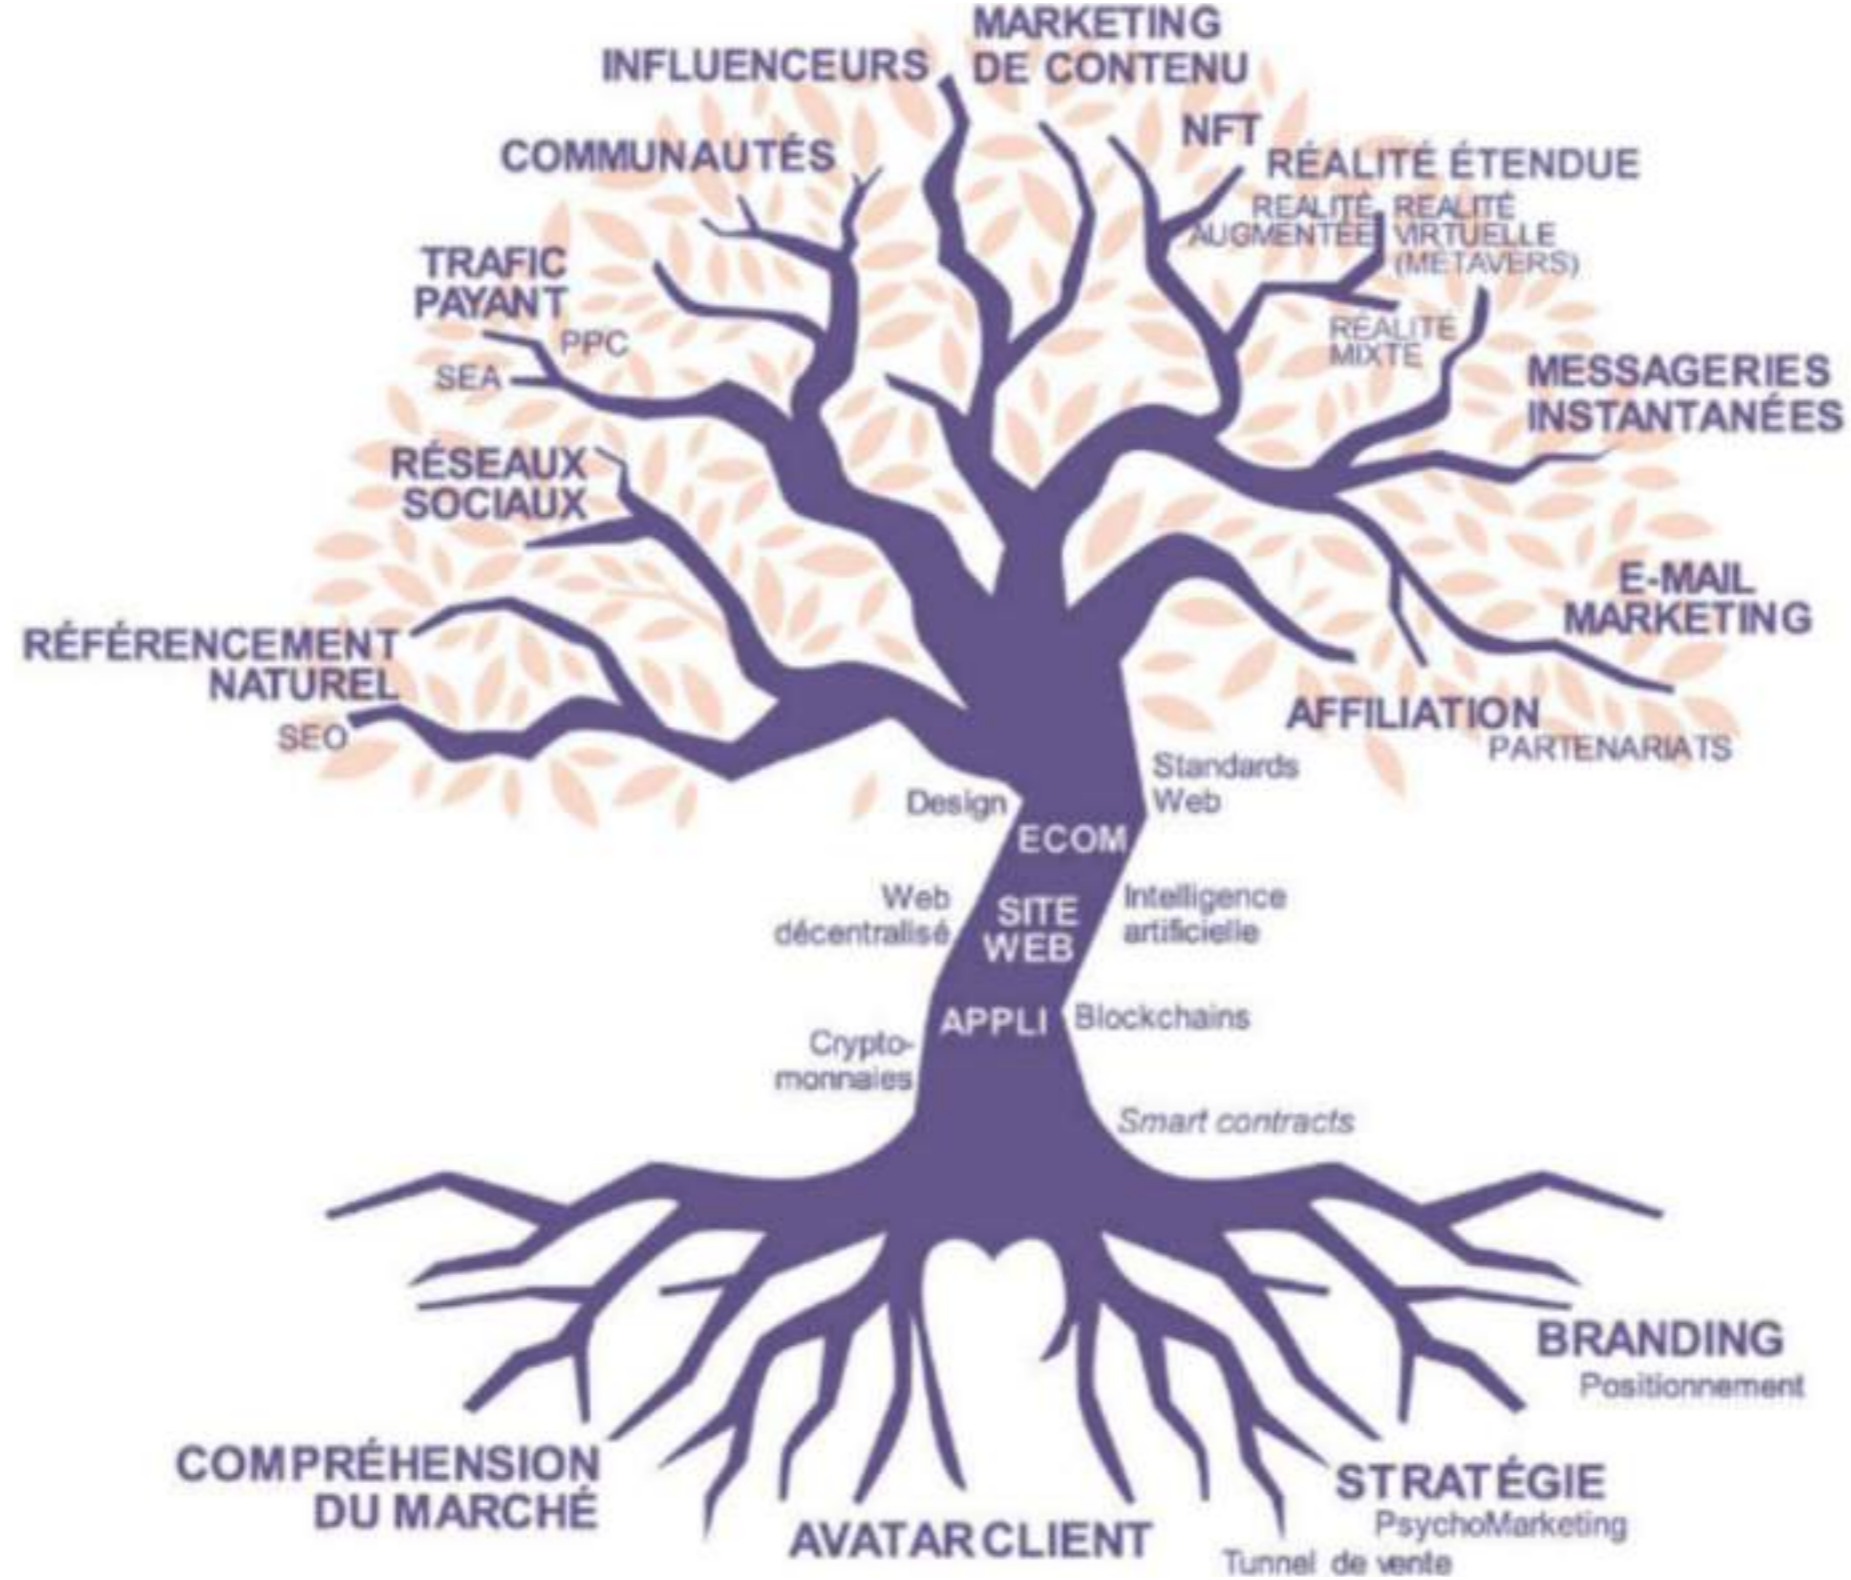 MARKETING
DE CONTENU
INFLUENCEURS
NFT
COMMUNAUTÉS
RÉALITÉ ÉTENDUE
RÉALITÉ
AUGMENTÉE
RÉALITÉ
VIRTUELLE
(MÉTAVERS)
TRAFIC
PAYANT
PPC
SEA
RÉALITÉ
MIXTE
MESSAGERIES
INSTANTANÉES
RÉSEAUX
SOCIAUX
E-MAIL
MARKETING
RÉFÉRENCEMENT
NATUREL
SEO
AFFILIATION
PARTENARIATS
Standards
Web
Design
ECOM
Web
décentralisé
SITE
WEB
Intelligence
artificielle
APPLI
Blockchains
Crypto-
monnaies
Smart contracts
BRANDING
Positionnement
COMPRÉHENSION
DU MARCHÉ
STRATÉGIE
PsychoMarketing
AVATAR CLIENT
Tunnel de vente